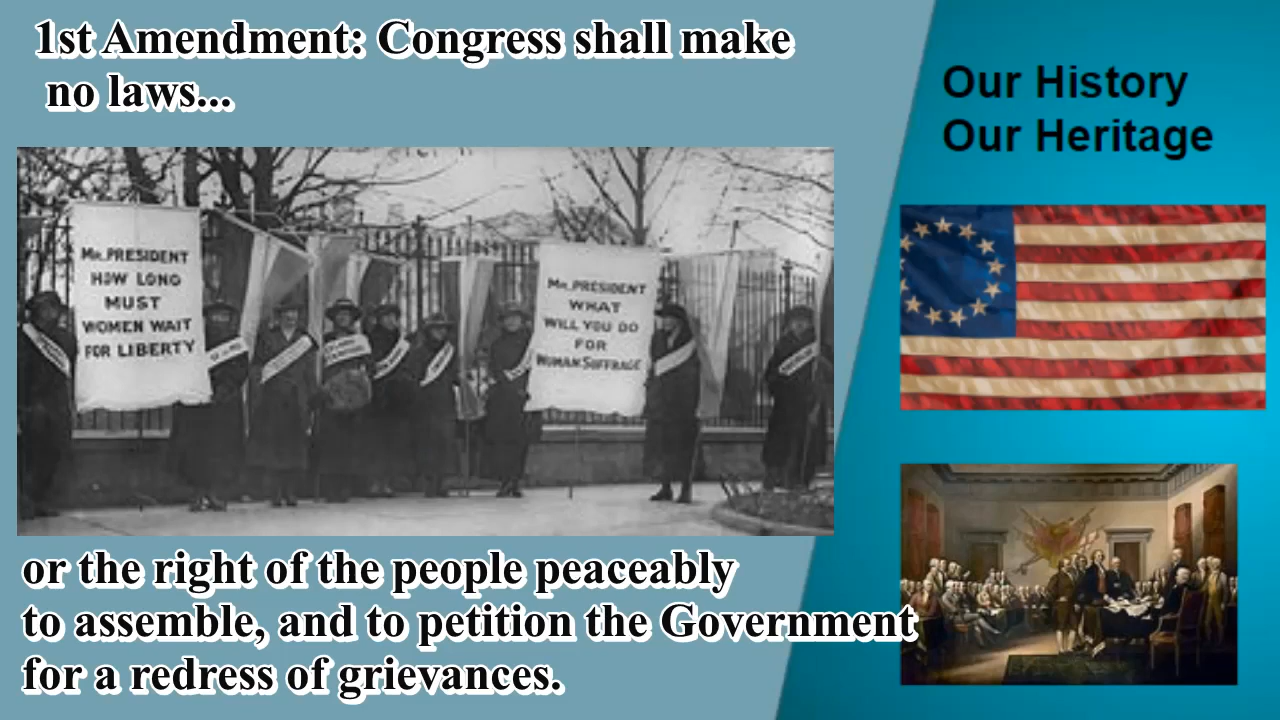 1st Amendment: Congress shall make
no laws...
Our History
Our Heritage
MR. PRESIDENT
HOW LONG
MUST
WOMEN WAIT
FOR LIBERTY
MR. PRESIDENT
WHAT
WILL YOU DO
FOR
WOMAN SUFFRAGE
or the right of the people peaceably
to assemble, and to petition the Government
for a redress of grievances.